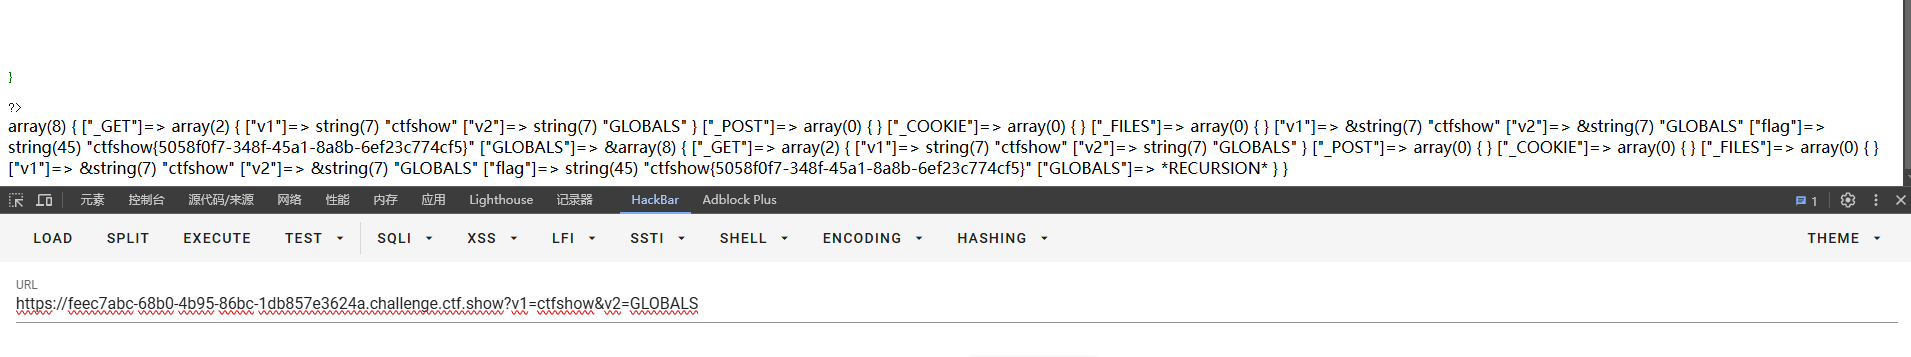 }
?>
array(8) { ["_GET"]=> array(2) { ["v1"]=> string(7) "ctfshow" ["v2"]=> string(7) "GLOBALS" } ["_POST"]=> array(0) { } ["_COOKIE"]=> array(0) { } ["_FILES"]=> array(0) { } ["v1"]=> &string(7) "ctfshow" ["v2"]=> &string(7) "GLOBALS" ["flag"]=>
string(45) "ctfshow{5058f0f7-348f-45a1-8a8b-6ef23c774cf5}" ["GLOBALS"]=> &array(8) { ["_GET"]=> array(2) { ["v1"]=> string(7) "ctfshow" ["v2"]=> string(7) "GLOBALS" } ["_POST"]=> array(0) { } ["_COOKIE"]=> array(0) { } ["_FILES"]=> array(0) { }
["v1"]=> &string(7) "ctfshow" ["v2"]=> &string(7) "GLOBALS" ["flag"]=> string(45) "ctfshow{5058f0f7-348f-45a1-8a8b-6ef23c774cf5}" ["GLOBALS"]=> *RECURSION* } }
元素 控制台 源代码/来源 网络 性能 内存 应用 Lighthouse 记录器 HackBar Adblock Plus 1
LOAD SPLIT EXECUTE TEST SQLI XSS LFI SSTI SHELL ENCODING HASHING THEME
URL
https://feec7abc-68b0-4b95-86bc-1db857e3624a.challenge.ctf.show?v1=ctfshow&v2=GLOBALS